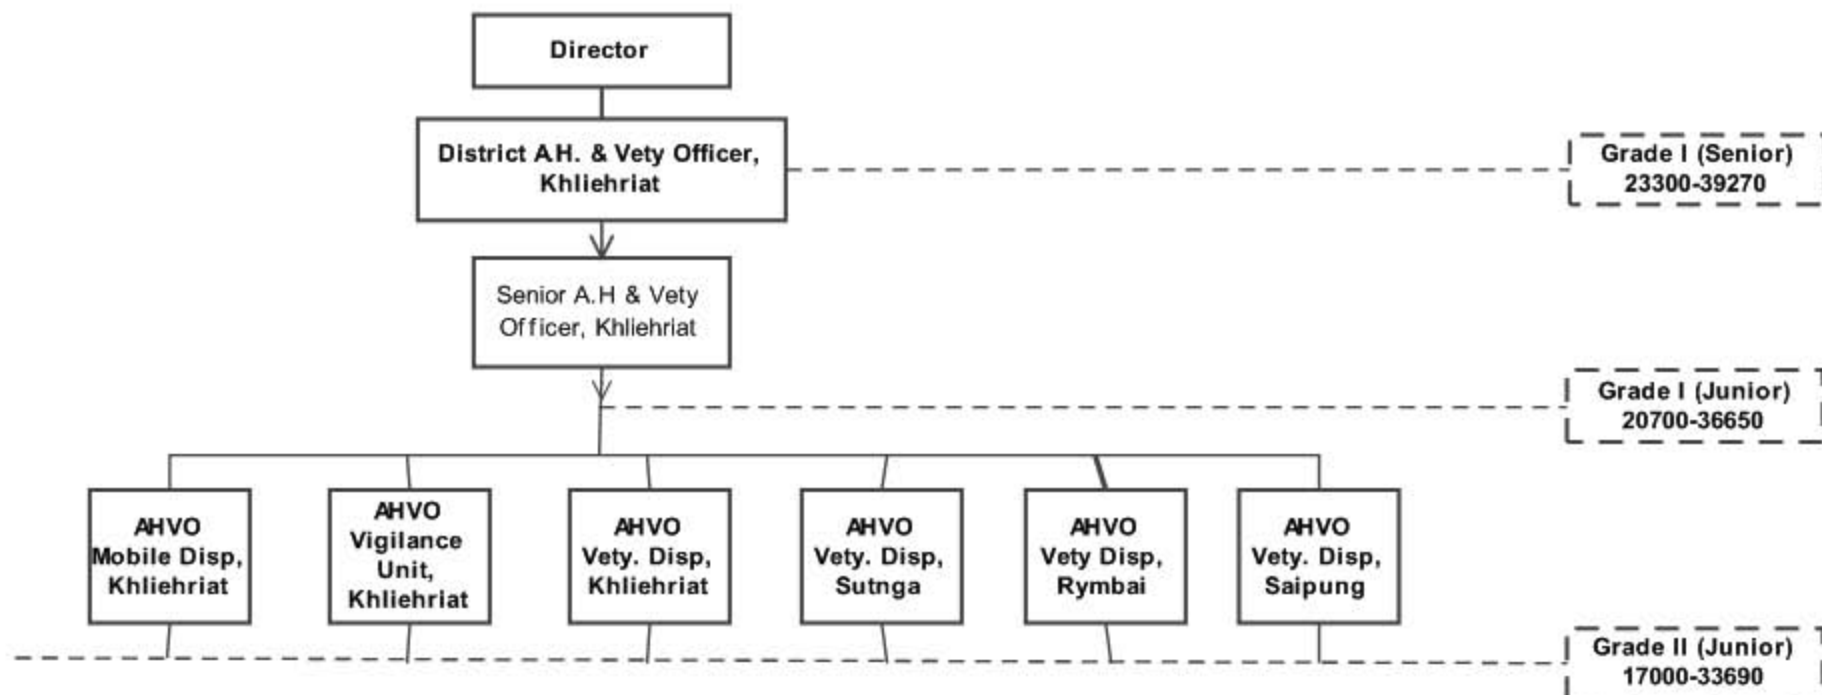 Director
District A.H. & Vety Officer,
Khliehriat
Grade I (Senior)
23300-39270
Senior A.H & Vety
Officer, Khliehriat
Grade I (Junior)
20700-36650
AHVO
Mobile Disp,
Khliehriat
AHVO
Vigilance
Unit,
Khliehriat
AHVO
Vety. Disp,
Khliehriat
AHVO
Vety. Disp,
Sutnga
AHVO
Vety Disp,
Rymbai
AHVO
Vety. Disp,
Saipung
Grade II (Junior)
17000-33690